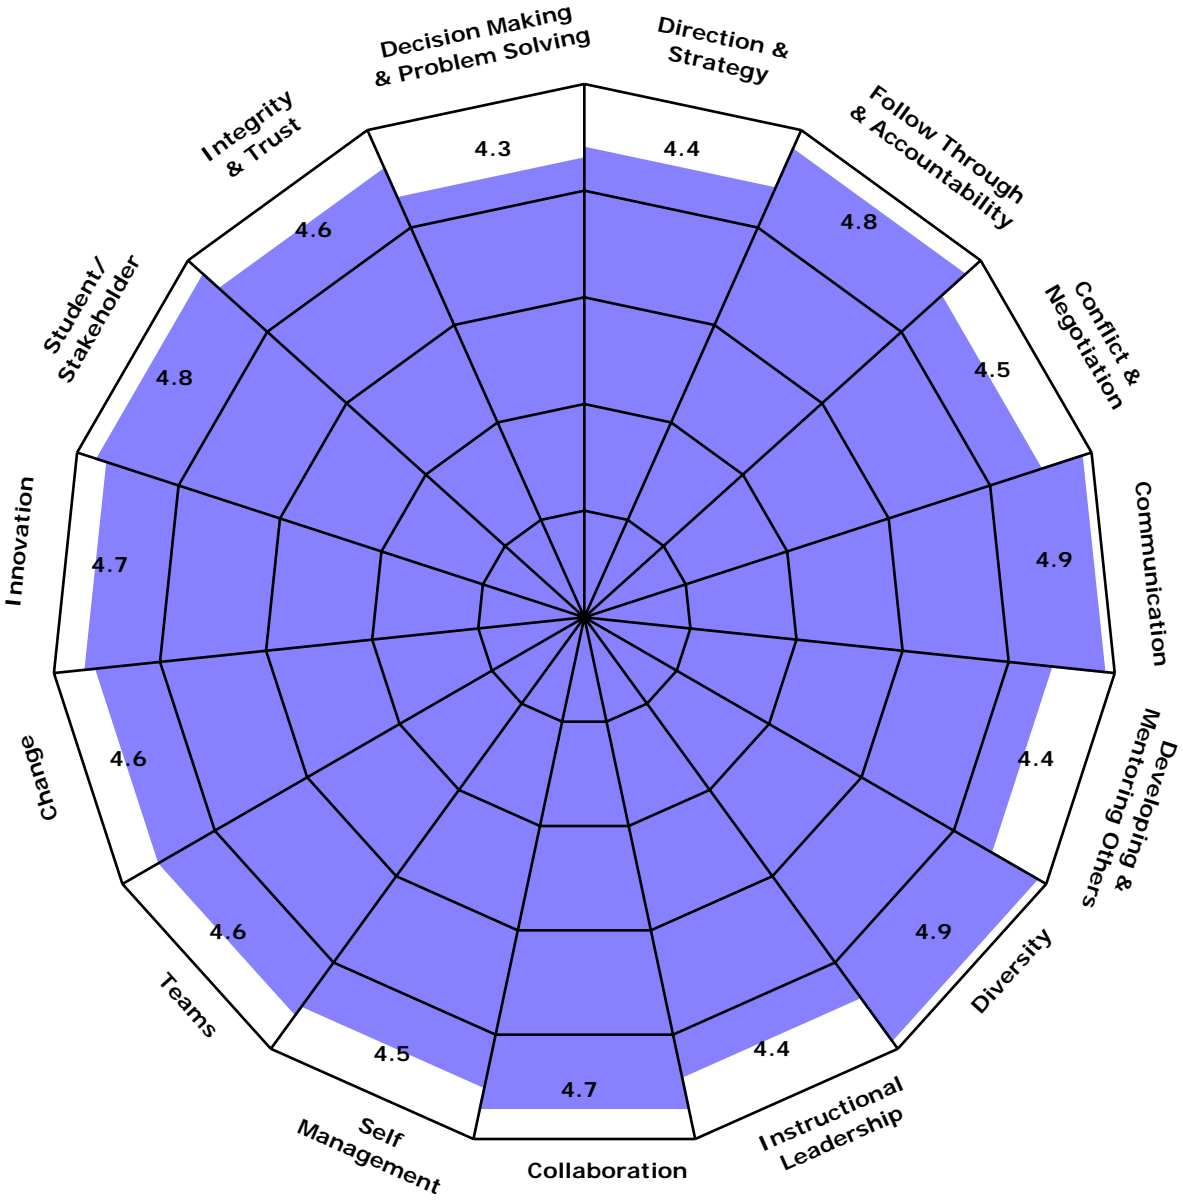 Decision Making
& Problem Solving
4.3
Direction &
Strategy
4.4
Follow Through
& Accountability
4.8
Conflict &
Negotiation
4.5
Communication
4.9
Developing &
Mentoring Others
4.4
Diversity
4.9
Instructional
Leadership
4.4
Collaboration
4.7
Self
Management
4.5
Teams
4.6
Change
4.6
Innovation
4.7
Student/
Stakeholder
4.8
Integrity
& Trust
4.6